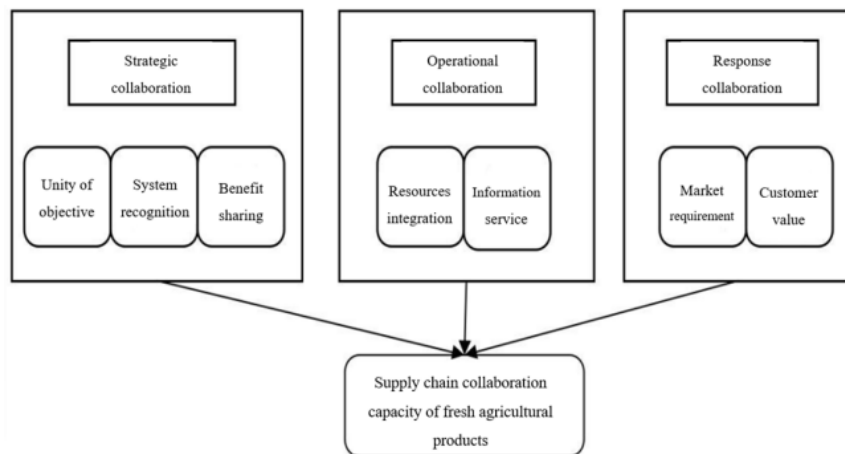 Strategic
collaboration
Unity of
objective
System
recognition
Benefit
sharing
Operational
collaboration
Resources
integration
Information
service
Response
collaboration
Market
requirement
Customer
value
Supply chain collaboration
capacity of fresh agricultural
products